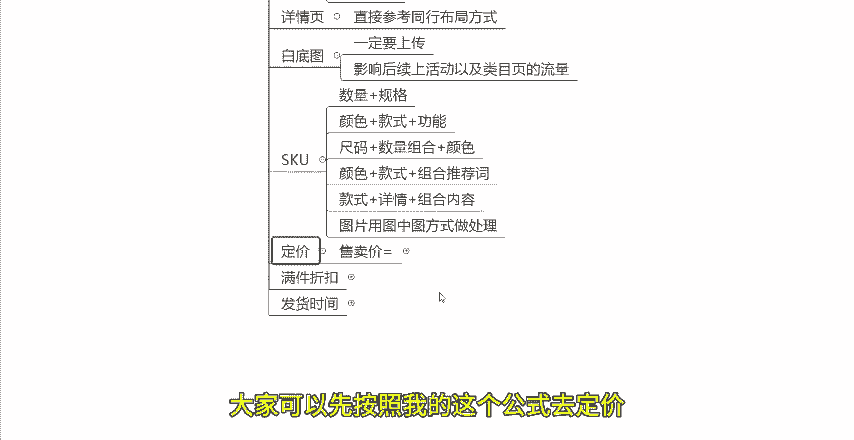 详情页
直接参考同行布局方式
白底图
一定要上传
影响后续上活动以及类目页的流量
SKU
数量+规格
颜色+款式+功能
尺码+数量组合+颜色
颜色+款式+组合推荐词
款式+详情+组合内容
图片用图中图方式做处理
定价
售卖价=
满件折扣
发货时间
大家可以先按照我的这个公式去定价